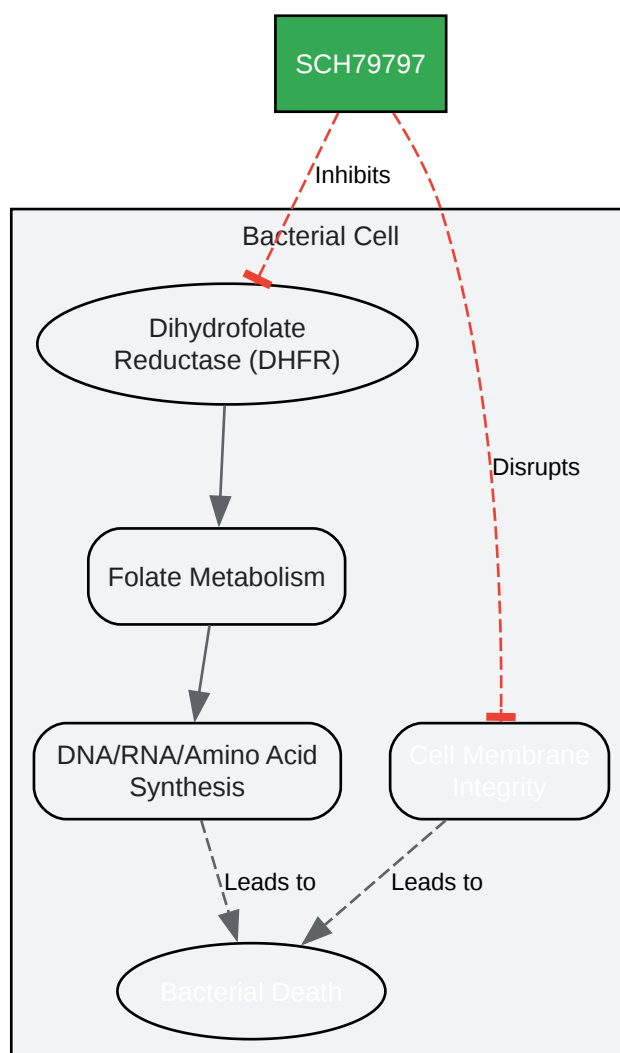 SCH79797
Inhibits
Bacterial Cell
Dihydrofolate
Reductase (DHFR)
Disrupts
Folate Metabolism
DNA/RNA/Amino Acid
Synthesis
Cell Membrane
Integrity
Leads to
Leads to
Bacterial Death